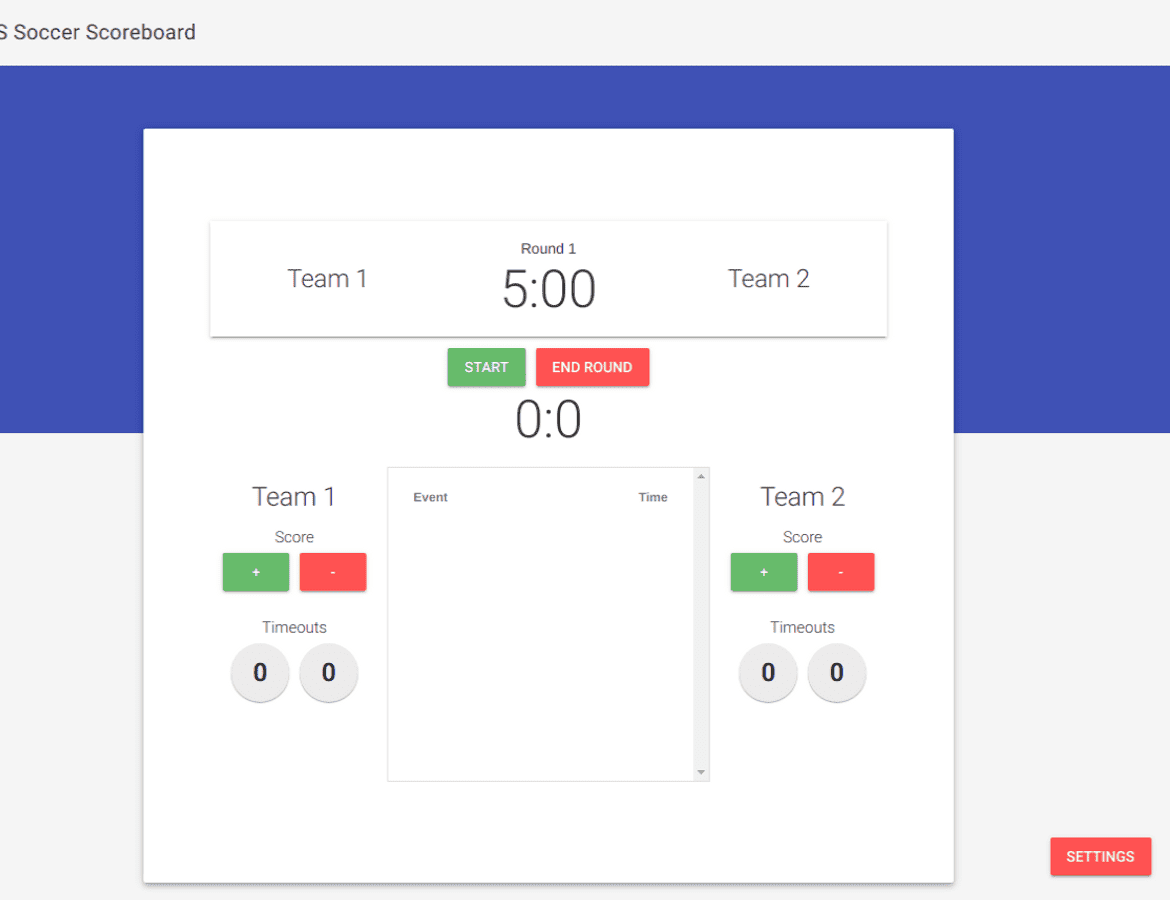 S Soccer Scoreboard
Round 1
Team 1 5:00 Team 2
START END ROUND
0:0
Team 1 Event Time Team 2
Score Score
+ - + -
Timeouts Timeouts
0 0 0 0
SETTINGS